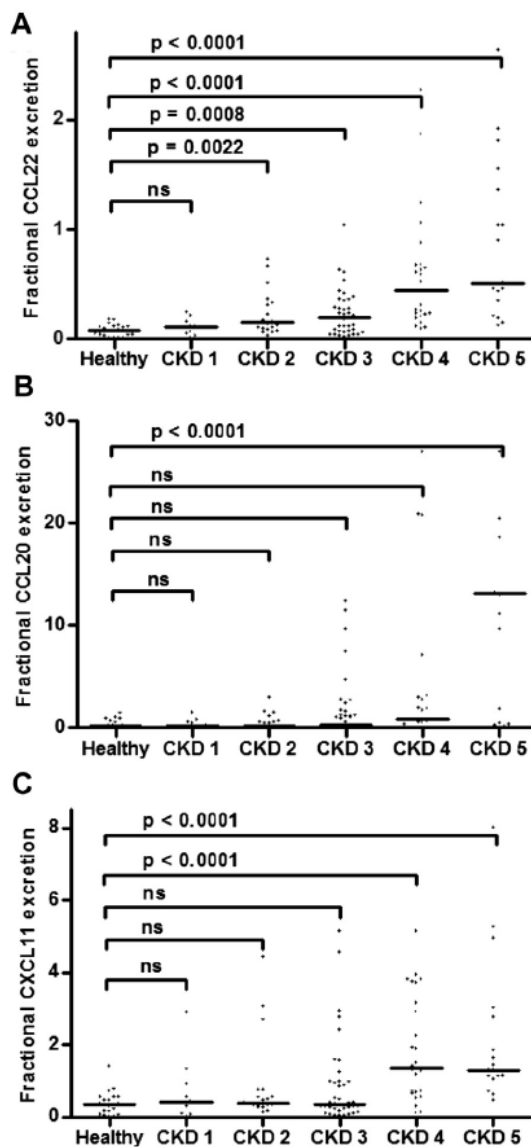 A
Fractional CCL22 excretion
2
1
0
p < 0.0001
p < 0.0001
p = 0.0008
p = 0.0022
ns
Healthy CKD 1 CKD 2 CKD 3 CKD 4 CKD 5
B
Fractional CCL20 excretion
30
20
10
0
p < 0.0001
ns
ns
ns
ns
Healthy CKD 1 CKD 2 CKD 3 CKD 4 CKD 5
C
Fractional CXCL11 excretion
8
6
4
2
0
p < 0.0001
p < 0.0001
ns
ns
ns
Healthy CKD 1 CKD 2 CKD 3 CKD 4 CKD 5